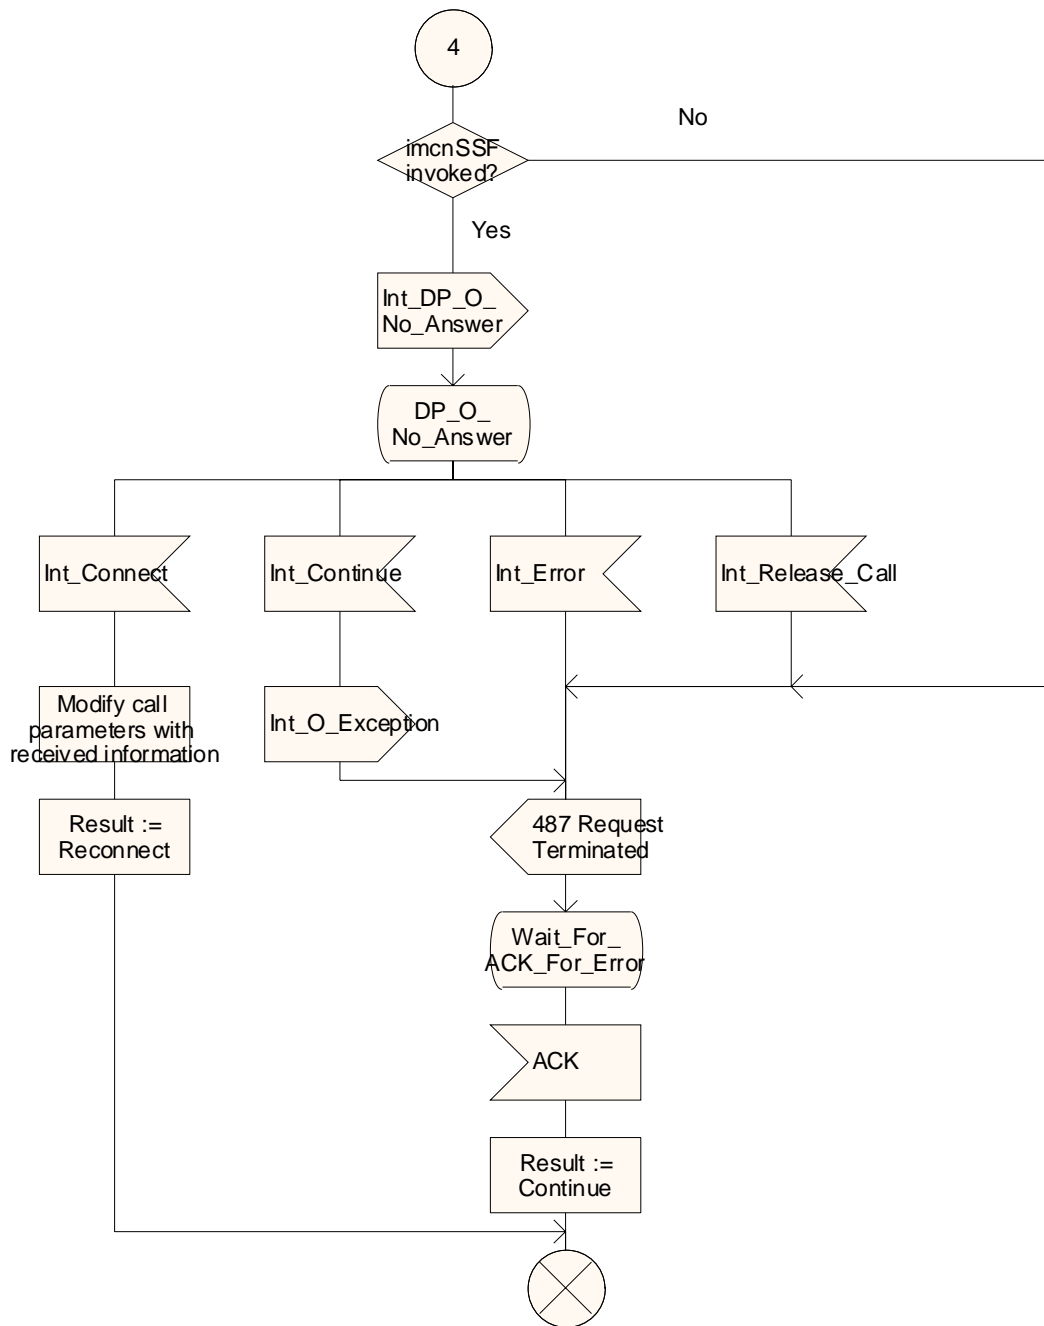 4
No
imcnSSF
invoked?
Yes
Int_DP_O_
No_Answer
DP_O_
No_Answer
Int_Connect
Int_Continue
Int_Error
Int_Release_Call
Modify call
parameters with
received information
Int_O_Exception
Result :=
Reconnect
487 Request
Terminated
Wait_For_
ACK_For_Error
ACK
Result :=
Continue